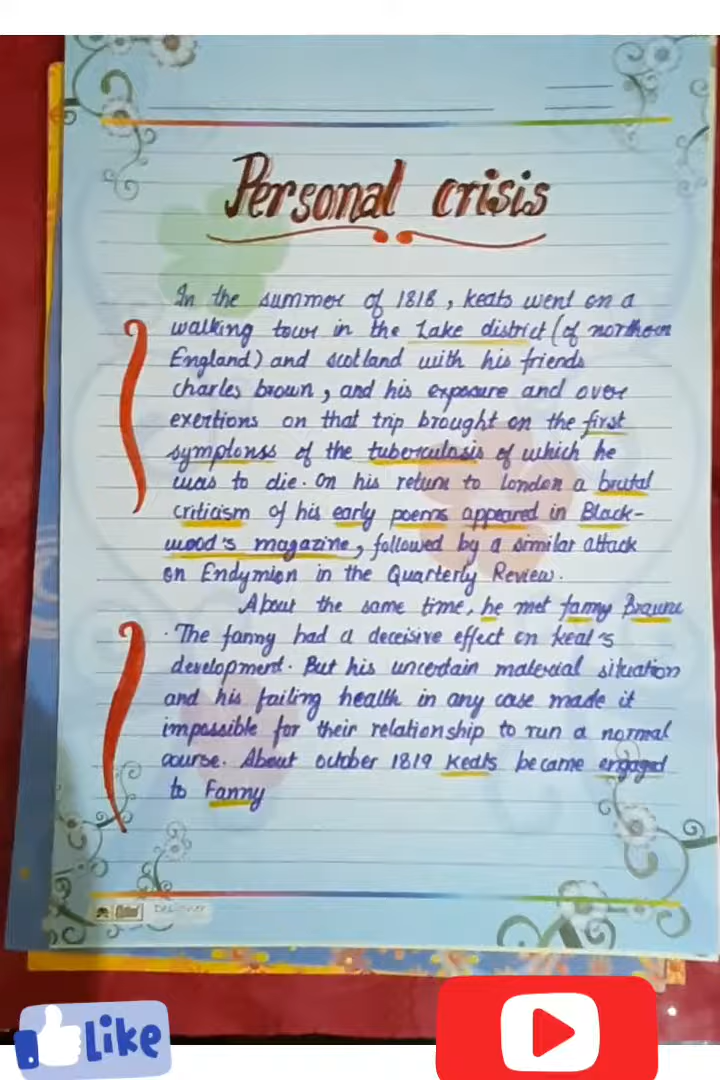 Personal crisis
In the summer of 1818, Keats went on a
walking tour in the Lake district (of northern
England) and scotland with his friends
charles brown, and his exposure and over
exertions on that trip brought on the first
symptonss of the tuberculosis of which he
was to die. On his return to london a brutal
criticism of his early poems appeared in Black-
wood's magazine, followed by a similar attack
on Endymion in the Quarterly Review.
About the same time, he met fanny Brawne
. The fanny had a deceisive effect on Keat's
development. But his uncertain material situation
and his failing health in any case made it
impossible for their relationship to run a normal
course. About october 1819 Keats became engaged
to Fanny
DESIGNER
Like